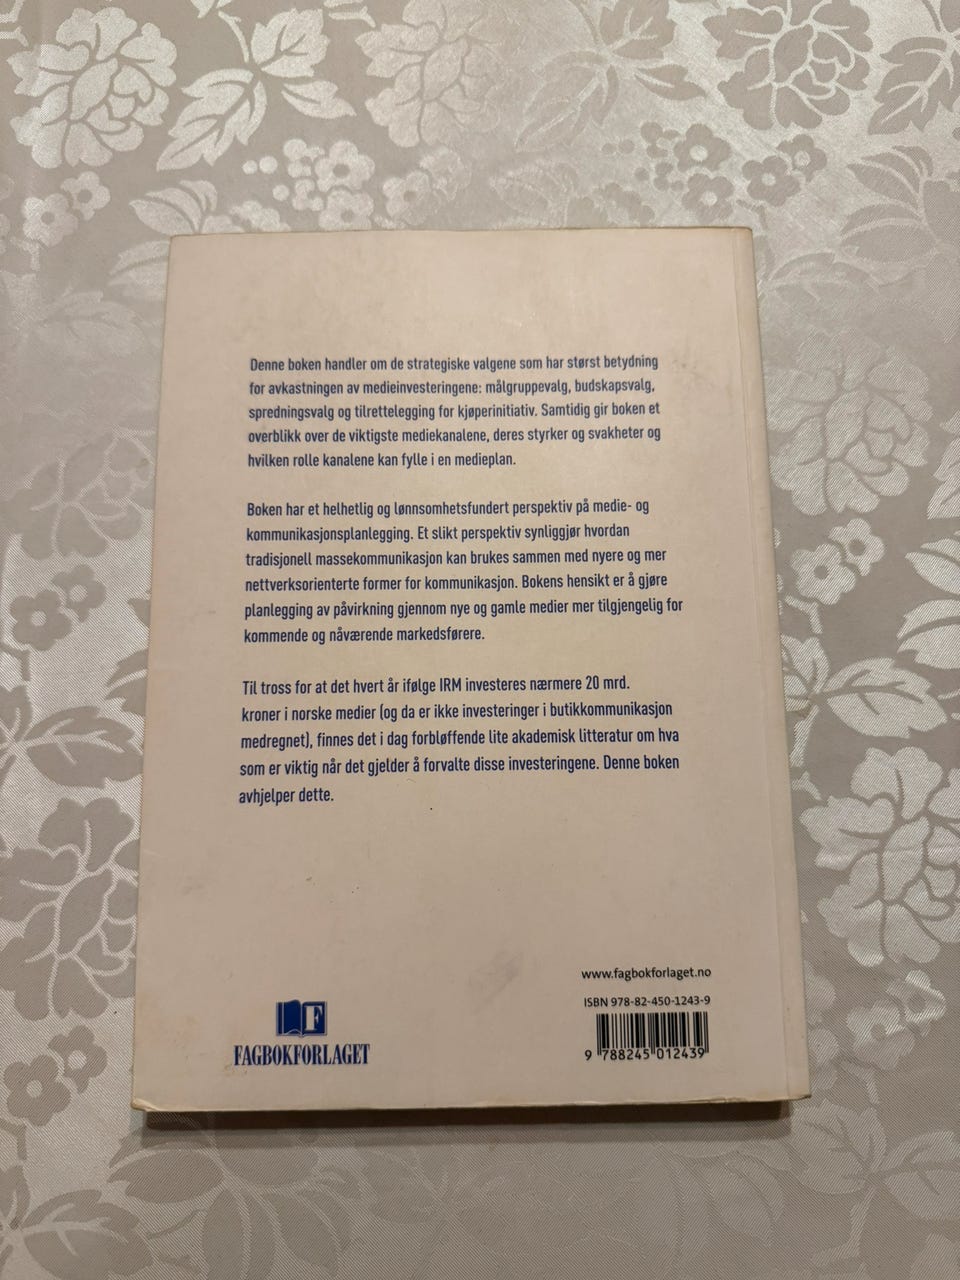 Denne boken handler om de strategiske valgene som har størst betydning
for avkastningen av medieinvesteringene: målgruppevalg, budskapsvalg,
spredningsvalg og tilrettelegging for kjøperinitiativ. Samtidig gir boken et
overblikk over de viktigste mediekanalene, deres styrker og svakheter og
hvilken rolle kanalene kan fylle i en medieplan.
Boken har et helhetlig og lønnsomhetsfundert perspektiv på medie- og
kommunikasjonsplanlegging. Et slikt perspektiv synliggjør hvordan
tradisjonell massekommunikasjon kan brukes sammen med nyere og mer
nettverksorienterte former for kommunikasjon. Bokens hensikt er å gjøre
planlegging av påvirkning gjennom nye og gamle medier mer tilgjengelig for
kommende og nåværende markedsførere.
Til tross for at det hvert år ifølge IRM investeres nærmere 20 mrd.
kroner i norske medier (og da er ikke investeringer i butikkommunikasjon
medregnet), finnes det i dag forbløffende lite akademisk litteratur om hva
som er viktig når det gjelder å forvalte disse investeringene. Denne boken
avhjelper dette.
www.fagbokforlaget.no
ISBN 978-82-450-1243-9
9 788245 012439
F
FAGBOKFORLAGET